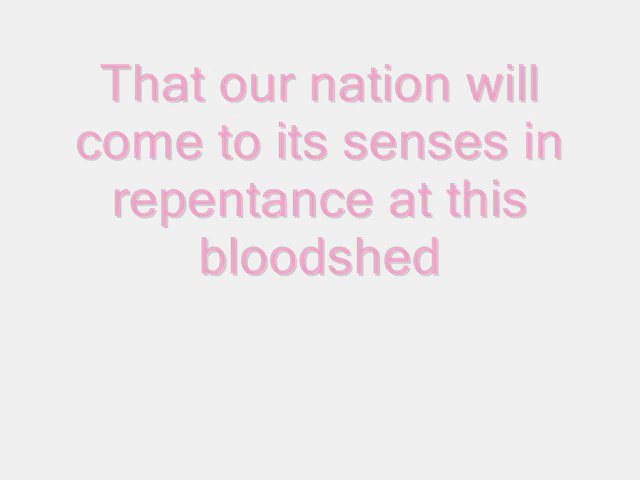 That our nation will
come to its senses in
repentance at this
bloodshed